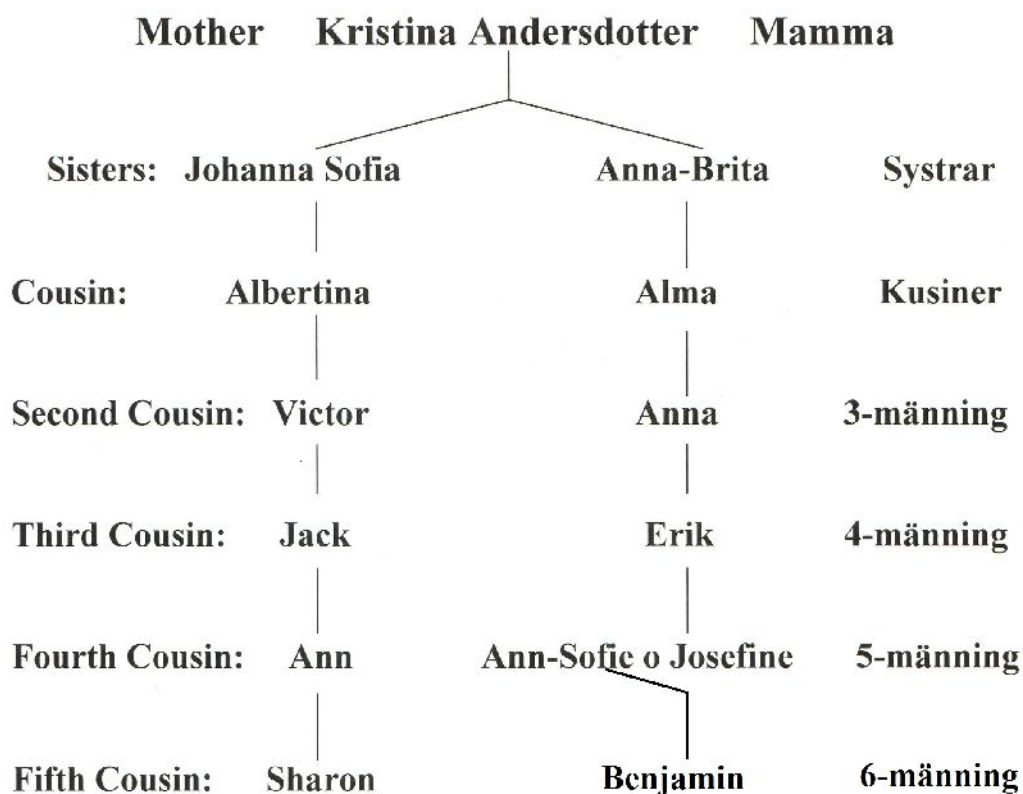 Mother Kristina Andersdotter Mamma
Sisters: Johanna Sofia Anna-Brita Systrar
Cousin: Albertina Alma Kusiner
Second Cousin: Victor Anna 3-männing
Third Cousin: Jack Erik 4-männing
Fourth Cousin: Ann Ann-Sofie o Josefine 5-männing
Fifth Cousin: Sharon Benjamin 6-männing